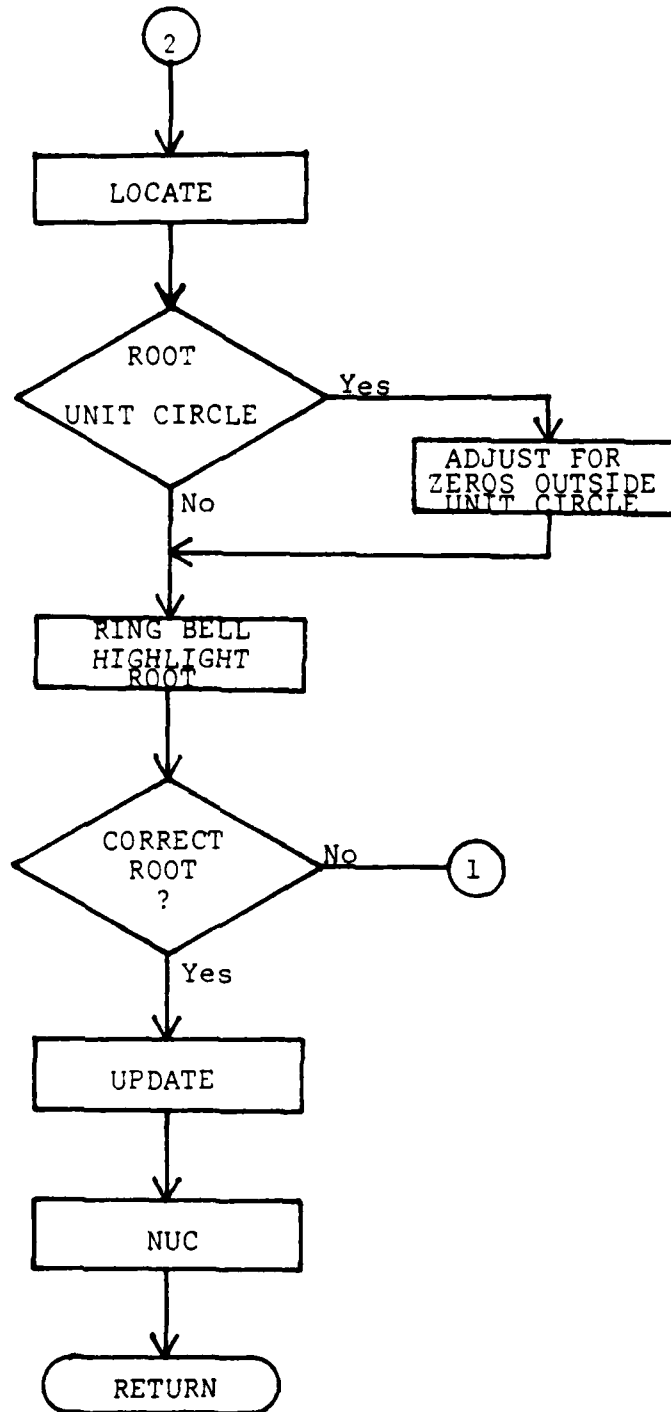 2
LOCATE
ROOT
UNIT CIRCLE
Yes
ADJUST FOR
ZEROS OUTSIDE
UNIT CIRCLE
No
RING BELL
HIGHLIGHT
ROOT
CORRECT
ROOT
?
No
1
Yes
UPDATE
NUC
RETURN